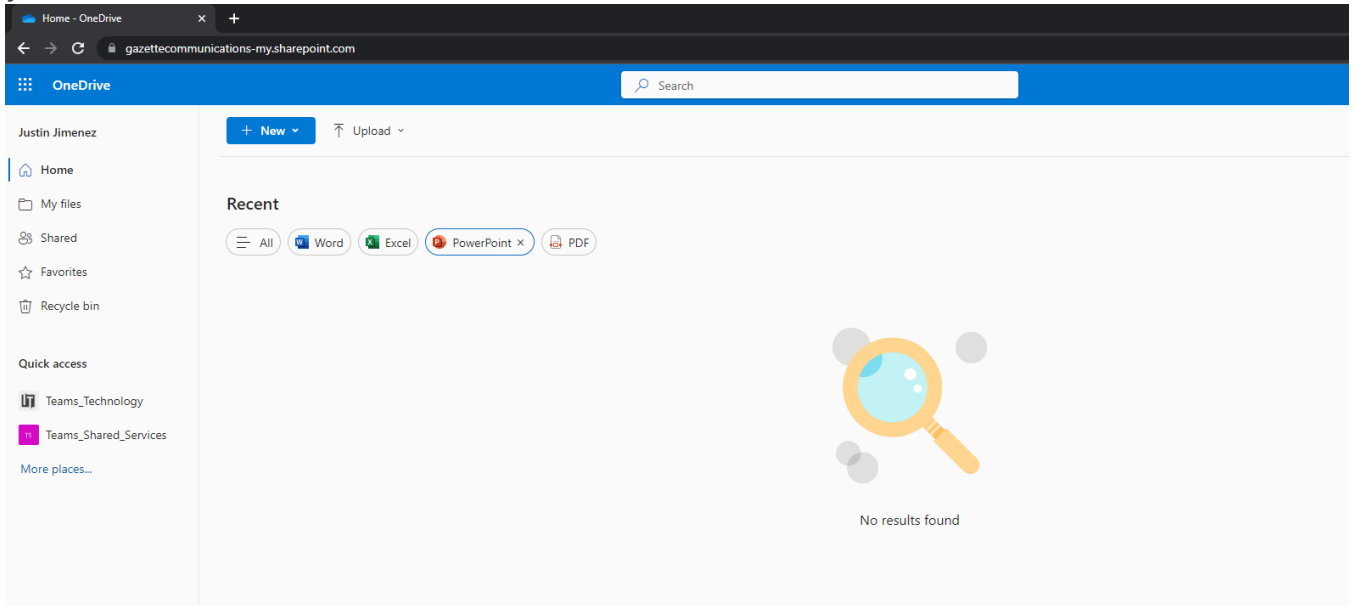 Home - OneDrive
gazettecommunications-my.sharepoint.com
OneDrive
Search
Justin Jimenez
New
Upload
Home
My files
Shared
Favorites
Recycle bin
Quick access
Teams_Technology
TS Teams_Shared_Services
More places...
Recent
All Word Excel PowerPoint PDF
No results found